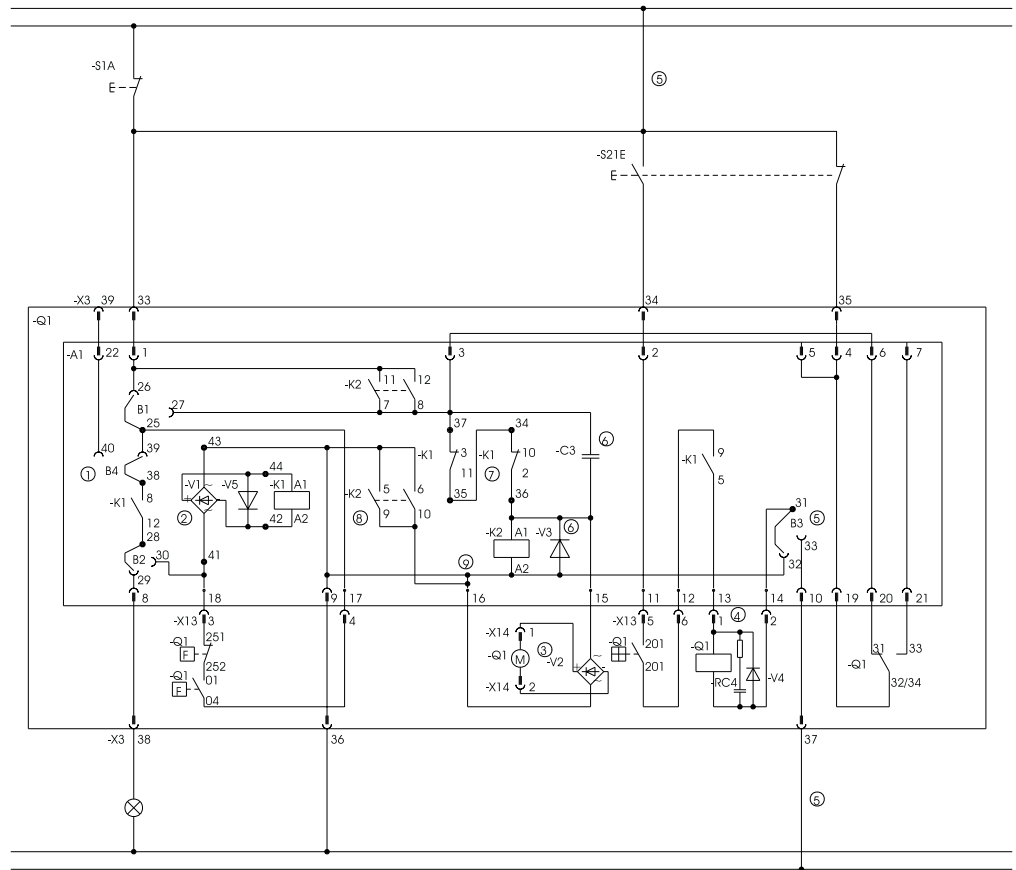 -S1A
E
5
-S21E
E
-X3 39 33 34 35
-Q1
-A1 22 1 3 2 5 4 6 7
26 -K2 11 12
B1 27 7 8
25 37 34
40 39 43 -K1 3 -K1 10 -C3 6 -K1 9
1 B4 38 44 11 7 2 5
-V1 ~ -V5 -K1 A1 -K2 5 6 35 36
8 + - 31
-K1 2 ~ 42 A2 8 9 10 -K2 A1 -V3 6 B3 5
12 33
28
B2 30 41 9 A2 32
29
8 18 9 17 16 15 11 12 13 4 14 10 19 20 21
-X13 3 4 -X14 1 -X13 5 6 1 2
-Q1 251 3 ~ -Q1 201 -Q1 31 33
F 252 -Q1 M -V2 + - 201 -Q1
-Q1 01 -X14 2 ~ -RC4 -V4 32/34
F 04
-X3 38 36 37
5